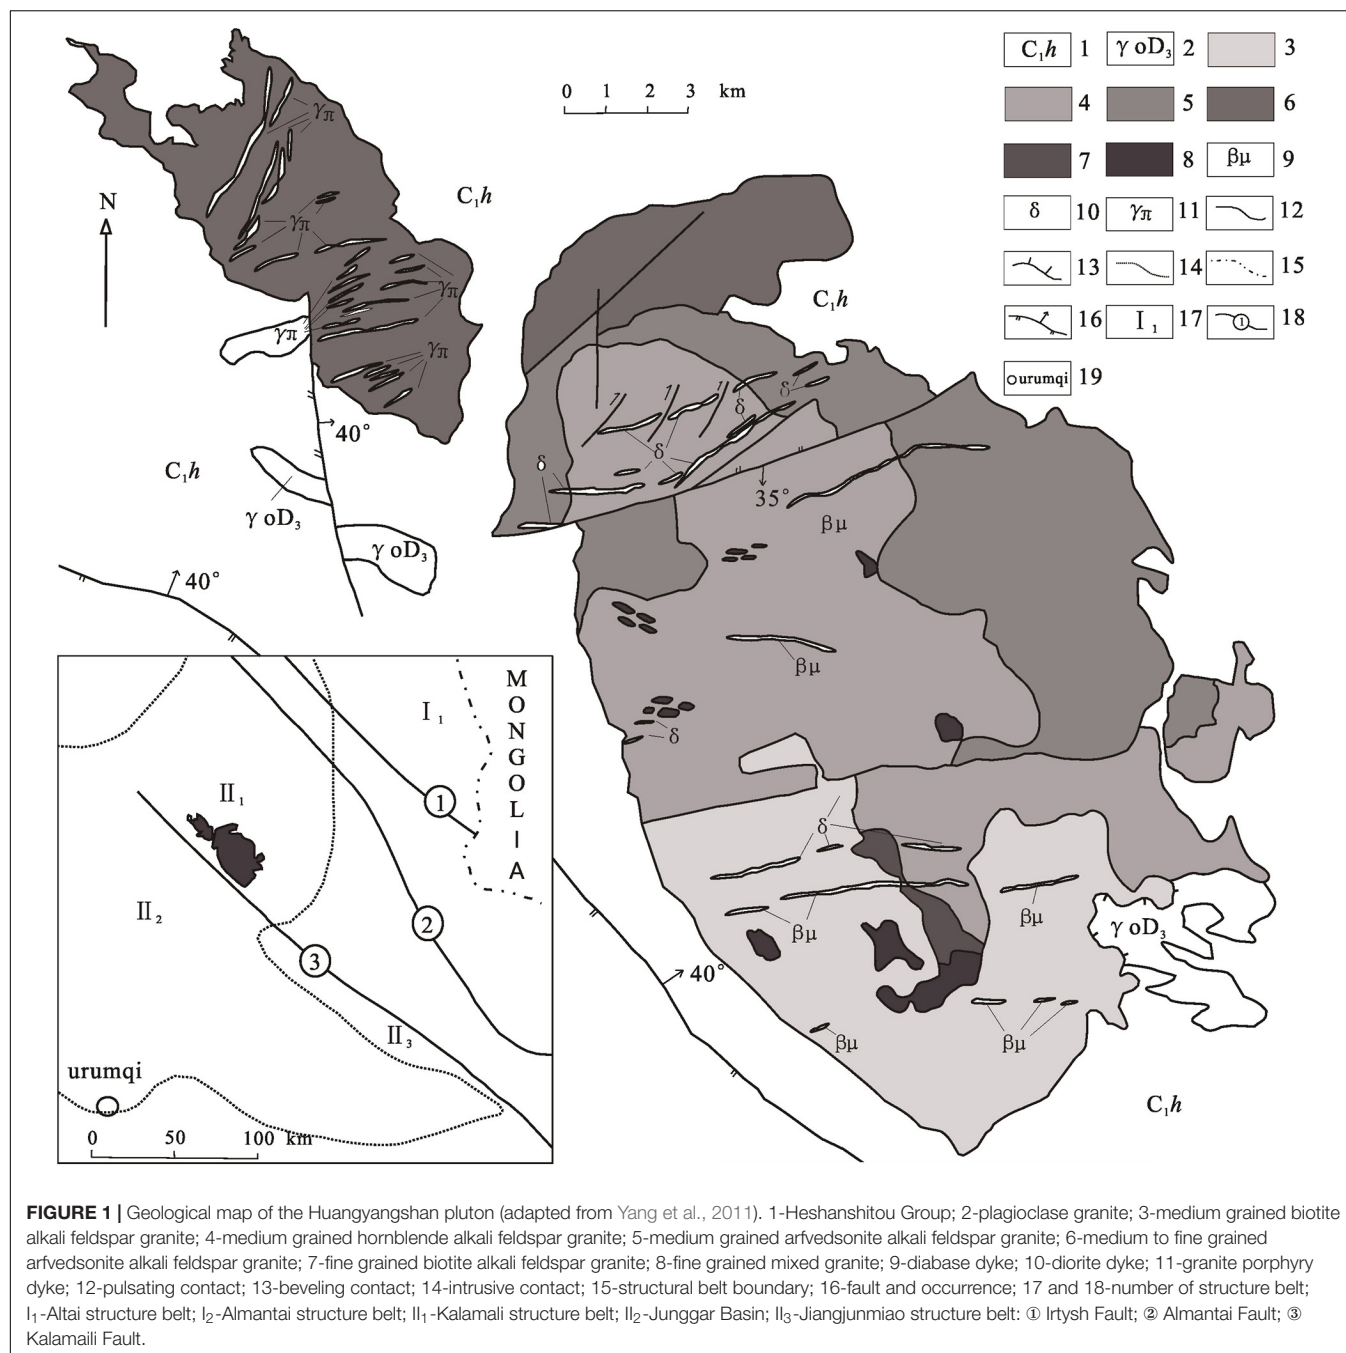 C₁h 1 γoD₃ 2 3
4 5 6
7 8 βμ 9
δ 10 γπ 11 12
13 14 15
16 I₁ 17 ① 18
urumqi 19
0 1 2 3 km
N
γπ
C₁h
γπ
γπ
γπ
γπ
C₁h
40°
C₁h
γoD₃
γoD₃
40°
1
1
1
δ
δ
δ
δ
35°
βμ
βμ
δ
δ
βμ
βμ
γoD₃
βμ
βμ
40°
C₁h
I₁
MONGOLIA
II₁
①
II₂
②
③
II₃
urumqi
0 50 100 km
FIGURE 1 | Geological map of the Huangyangshan pluton (adapted from Yang et al., 2011). 1-Heshanshitou Group; 2-plagioclase granite; 3-medium grained biotite
alkali feldspar granite; 4-medium grained hornblende alkali feldspar granite; 5-medium grained arfvedsonite alkali feldspar granite; 6-medium to fine grained
arfvedsonite alkali feldspar granite; 7-fine grained biotite alkali feldspar granite; 8-fine grained mixed granite; 9-diabase dyke; 10-diorite dyke; 11-granite porphyry
dyke; 12-pulsating contact; 13-beveling contact; 14-intrusive contact; 15-structural belt boundary; 16-fault and occurrence; 17 and 18-number of structure belt;
I₁-Altai structure belt; I₂-Almantai structure belt; II₁-Kalamali structure belt; II₂-Junggar Basin; II₃-Jiangjunmiao structure belt: ① Irtysh Fault; ② Almantai Fault; ③
Kalamaili Fault.